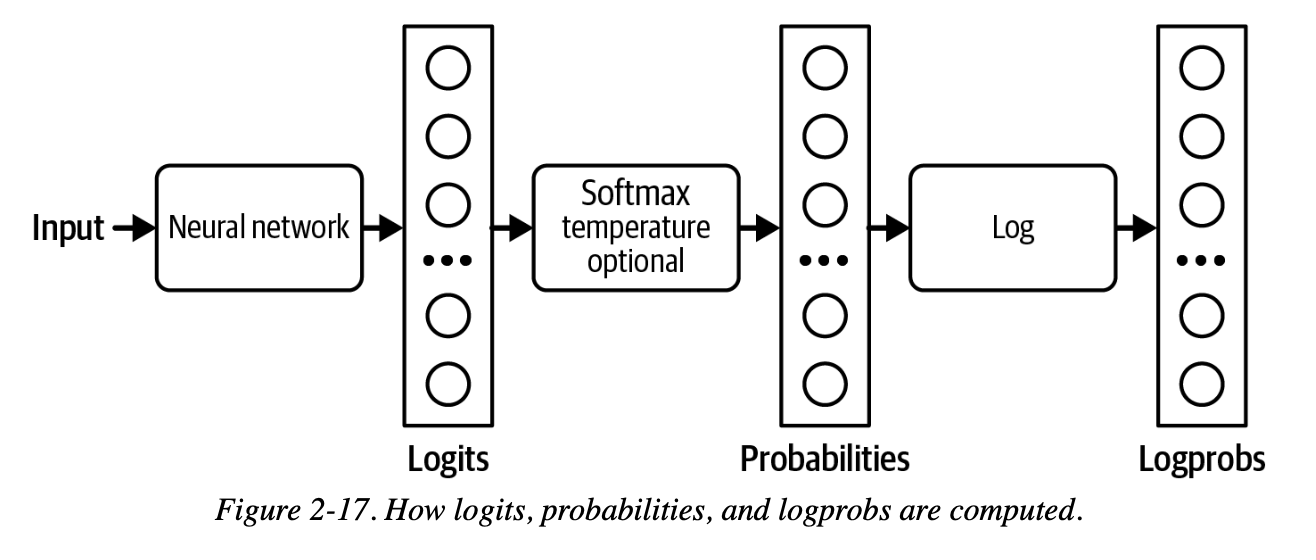 Input
Neural network
Softmax
temperature
optional
Log
Logits
Probabilities
Logprobs
Figure 2-17. How logits, probabilities, and logprobs are computed.